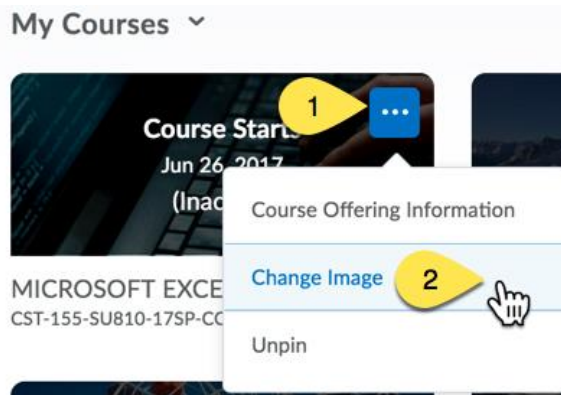 My Courses
1
Course Starts
Jun 26, 2017
(Inac
Course Offering Information
Change Image
2
MICROSOFT EXCE
CST-155-SU810-17SP-CC
Unpin